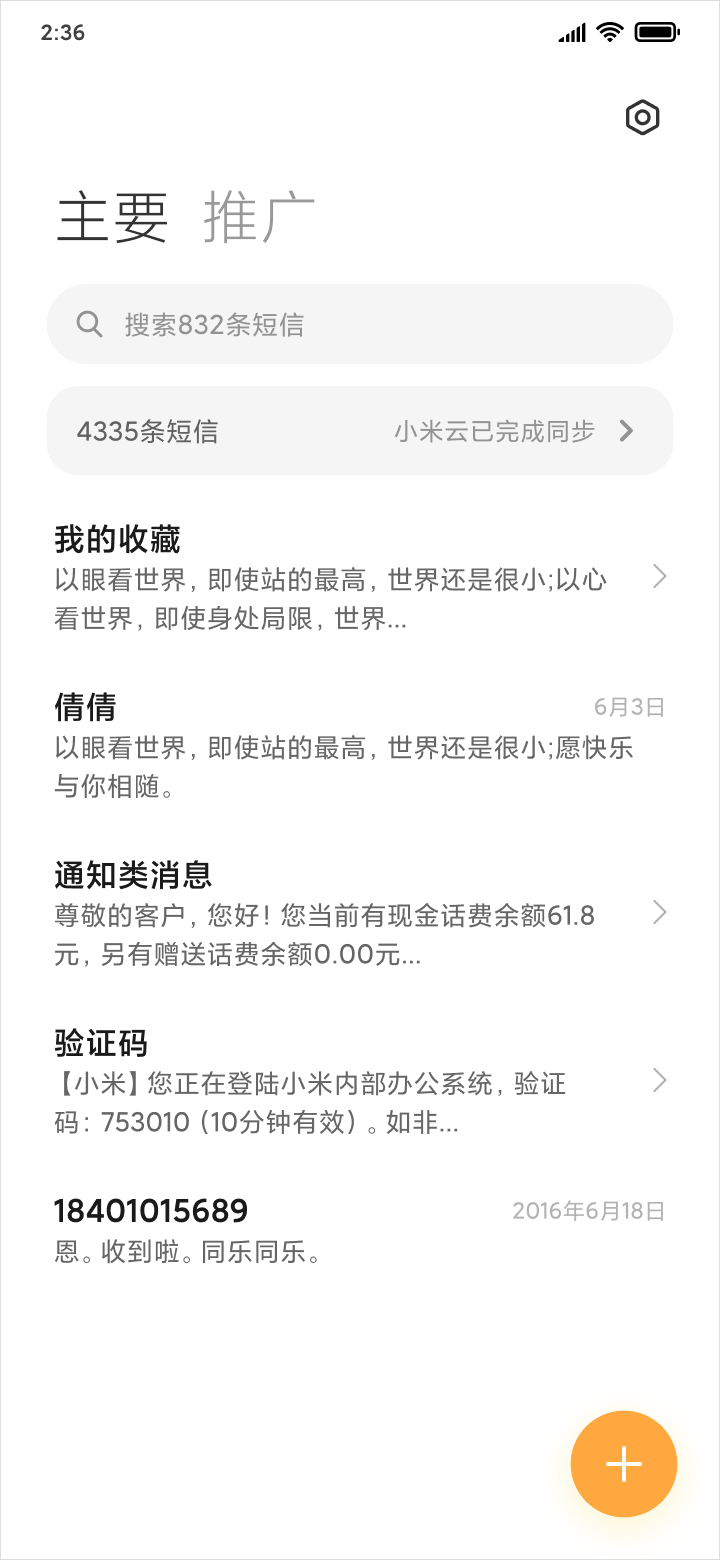 2:36
主要 推广
搜索832条短信
4335条短信 小米云已完成同步
我的收藏
以眼看世界, 即使站的最高, 世界还是很小;以心
看世界, 即使身处局限, 世界...
倩倩 6月3日
以眼看世界, 即使站的最高, 世界还是很小;愿快乐
与你相随。
通知类消息
尊敬的客户, 您好! 您当前有现金话费余额61.8
元, 另有赠送话费余额0.00元...
验证码
【小米】您正在登陆小米内部办公系统, 验证
码: 753010 (10分钟有效) 。如非...
18401015689 2016年6月18日
恩。收到啦。同乐同乐。